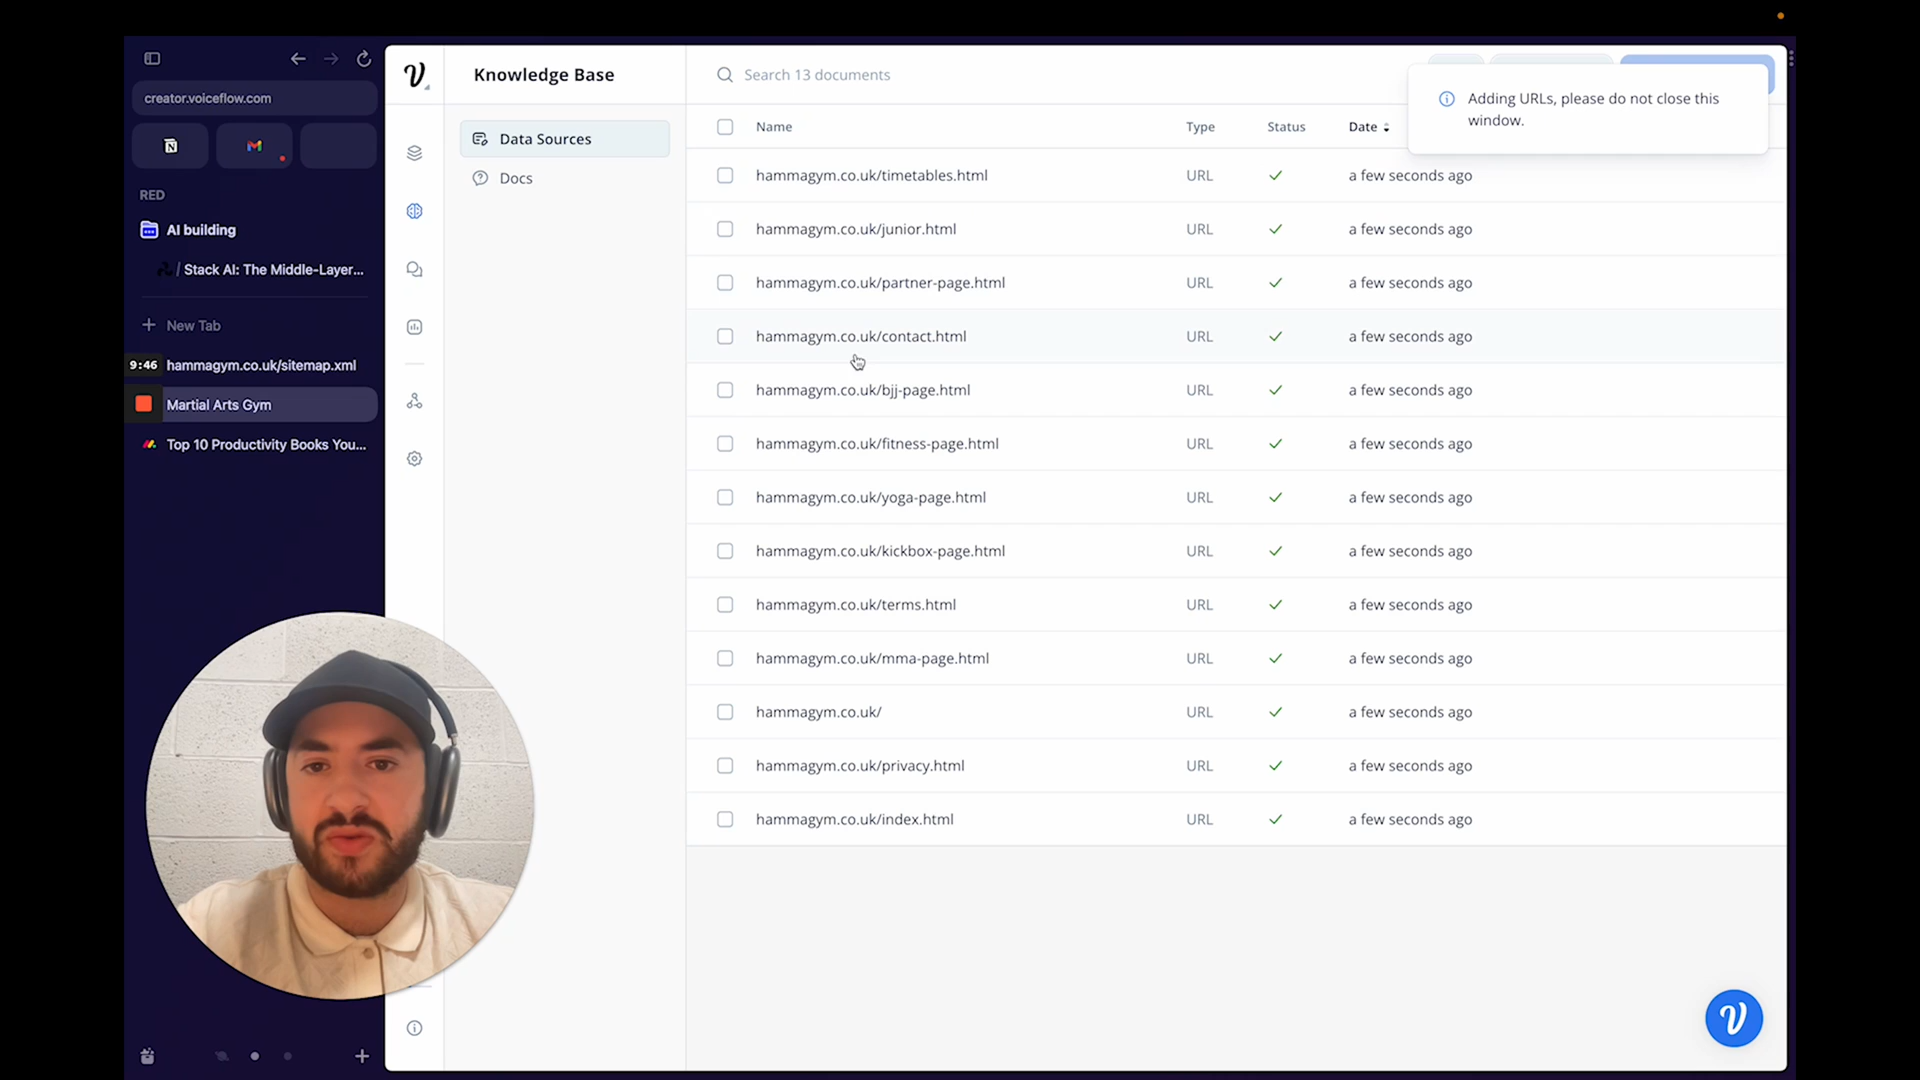 creator.voiceflow.com
RED
AI building
/ Stack AI: The Middle-Layer...
New Tab
9:46
hammagym.co.uk/sitemap.xml
Martial Arts Gym
Top 10 Productivity Books You...
Knowledge Base
Data Sources
Docs
Search 13 documents
Adding URLs, please do not close this
window.
Name Type Status Date
hammagym.co.uk/timetables.html URL a few seconds ago
hammagym.co.uk/junior.html URL a few seconds ago
hammagym.co.uk/partner-page.html URL a few seconds ago
hammagym.co.uk/contact.html URL a few seconds ago
hammagym.co.uk/bjj-page.html URL a few seconds ago
hammagym.co.uk/fitness-page.html URL a few seconds ago
hammagym.co.uk/yoga-page.html URL a few seconds ago
hammagym.co.uk/kickbox-page.html URL a few seconds ago
hammagym.co.uk/terms.html URL a few seconds ago
hammagym.co.uk/mma-page.html URL a few seconds ago
hammagym.co.uk/ URL a few seconds ago
hammagym.co.uk/privacy.html URL a few seconds ago
hammagym.co.uk/index.html URL a few seconds ago